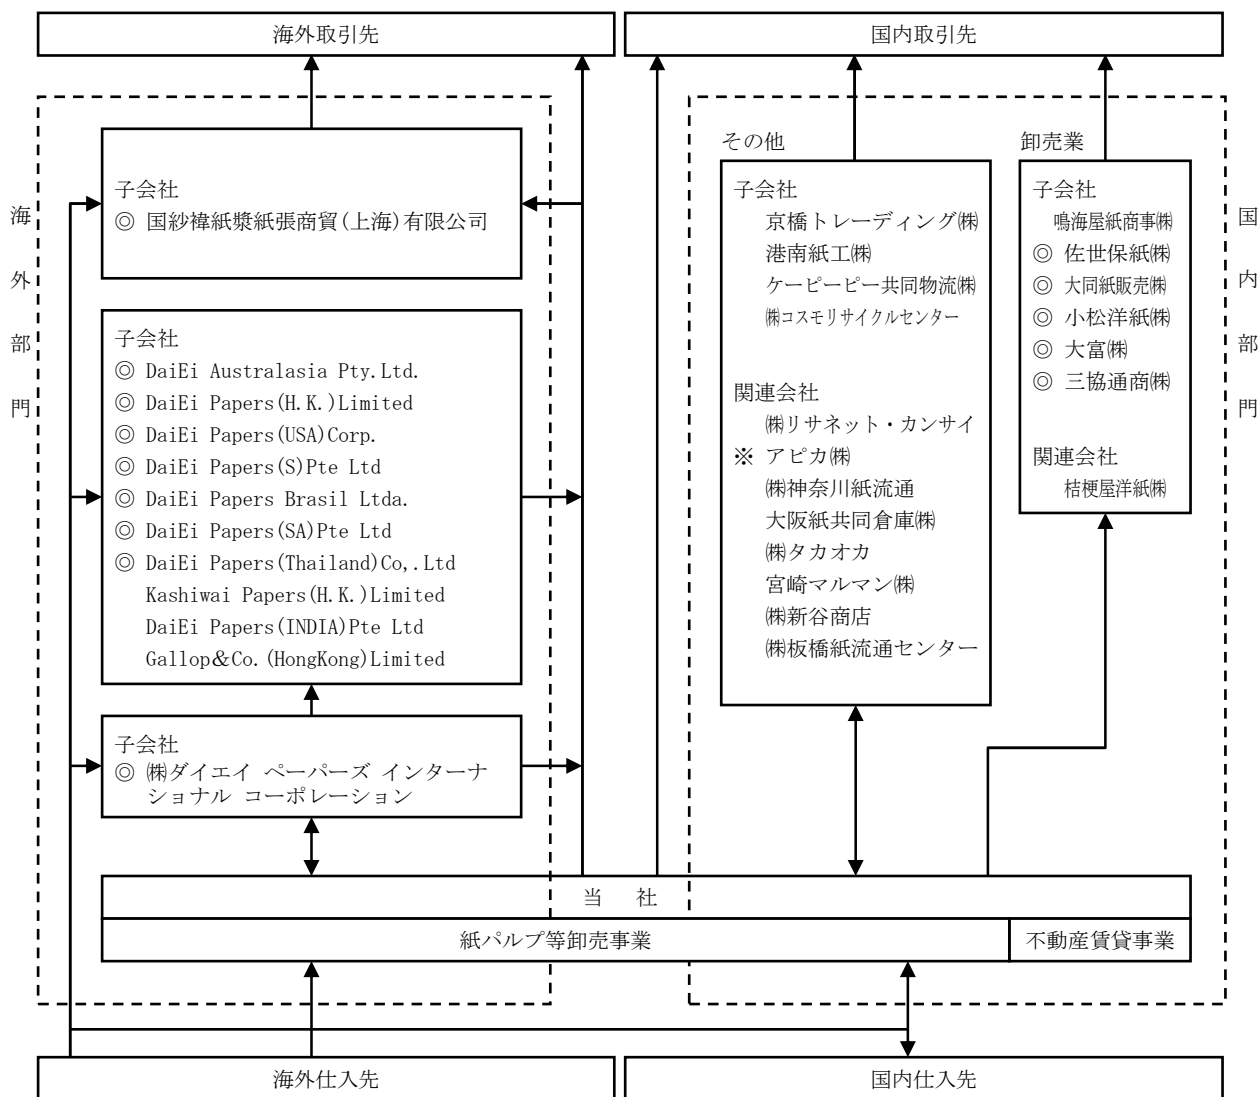 海外取引先
国内取引先
海外部門
子会社
◎ 国紗褘紙漿紙張商貿(上海)有限公司
子会社
◎ DaiEi Australasia Pty.Ltd.
◎ DaiEi Papers(H.K.)Limited
◎ DaiEi Papers(USA)Corp.
◎ DaiEi Papers(S)Pte Ltd
◎ DaiEi Papers Brasil Ltda.
◎ DaiEi Papers(SA)Pte Ltd
◎ DaiEi Papers(Thailand)Co,.Ltd
Kashiwai Papers(H.K.)Limited
DaiEi Papers(INDIA)Pte Ltd
Gallop&Co.(HongKong)Limited
子会社
◎ ㈱ダイエイ ペーパーズ インターナ
ショナル コーポレーション
その他
子会社
京橋トレーディング㈱
港南紙工㈱
ケーピーピー共同物流㈱
㈱コスモリサイクルセンター
関連会社
㈱リサネット・カンサイ
※ アピカ㈱
㈱神奈川紙流通
大阪紙共同倉庫㈱
㈱タカオカ
宮崎マルマン㈱
㈱新谷商店
㈱板橋紙流通センター
卸売業
子会社
鳴海屋紙商事㈱
◎ 佐世保紙㈱
◎ 大同紙販売㈱
◎ 小松洋紙㈱
◎ 大富㈱
◎ 三協通商㈱
関連会社
桔梗屋洋紙㈱
国内部門
当 社
紙パルプ等卸売事業
不動産賃貸事業
海外仕入先
国内仕入先